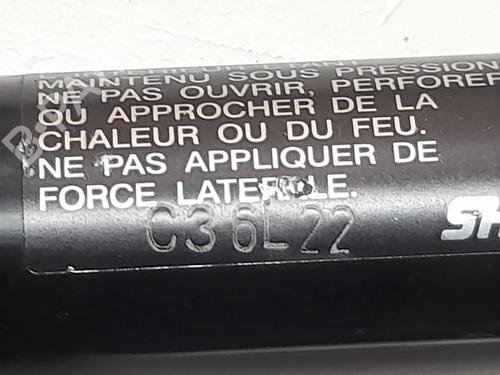 MAINTENU SOUS PRESSION
NE PAS OUVRIR, PERFORER
OU APPROCHER DE LA
CHALEUR OU DU FEU.
NE PAS APPLIQUER DE
FORCE LATERALE.
C36L22